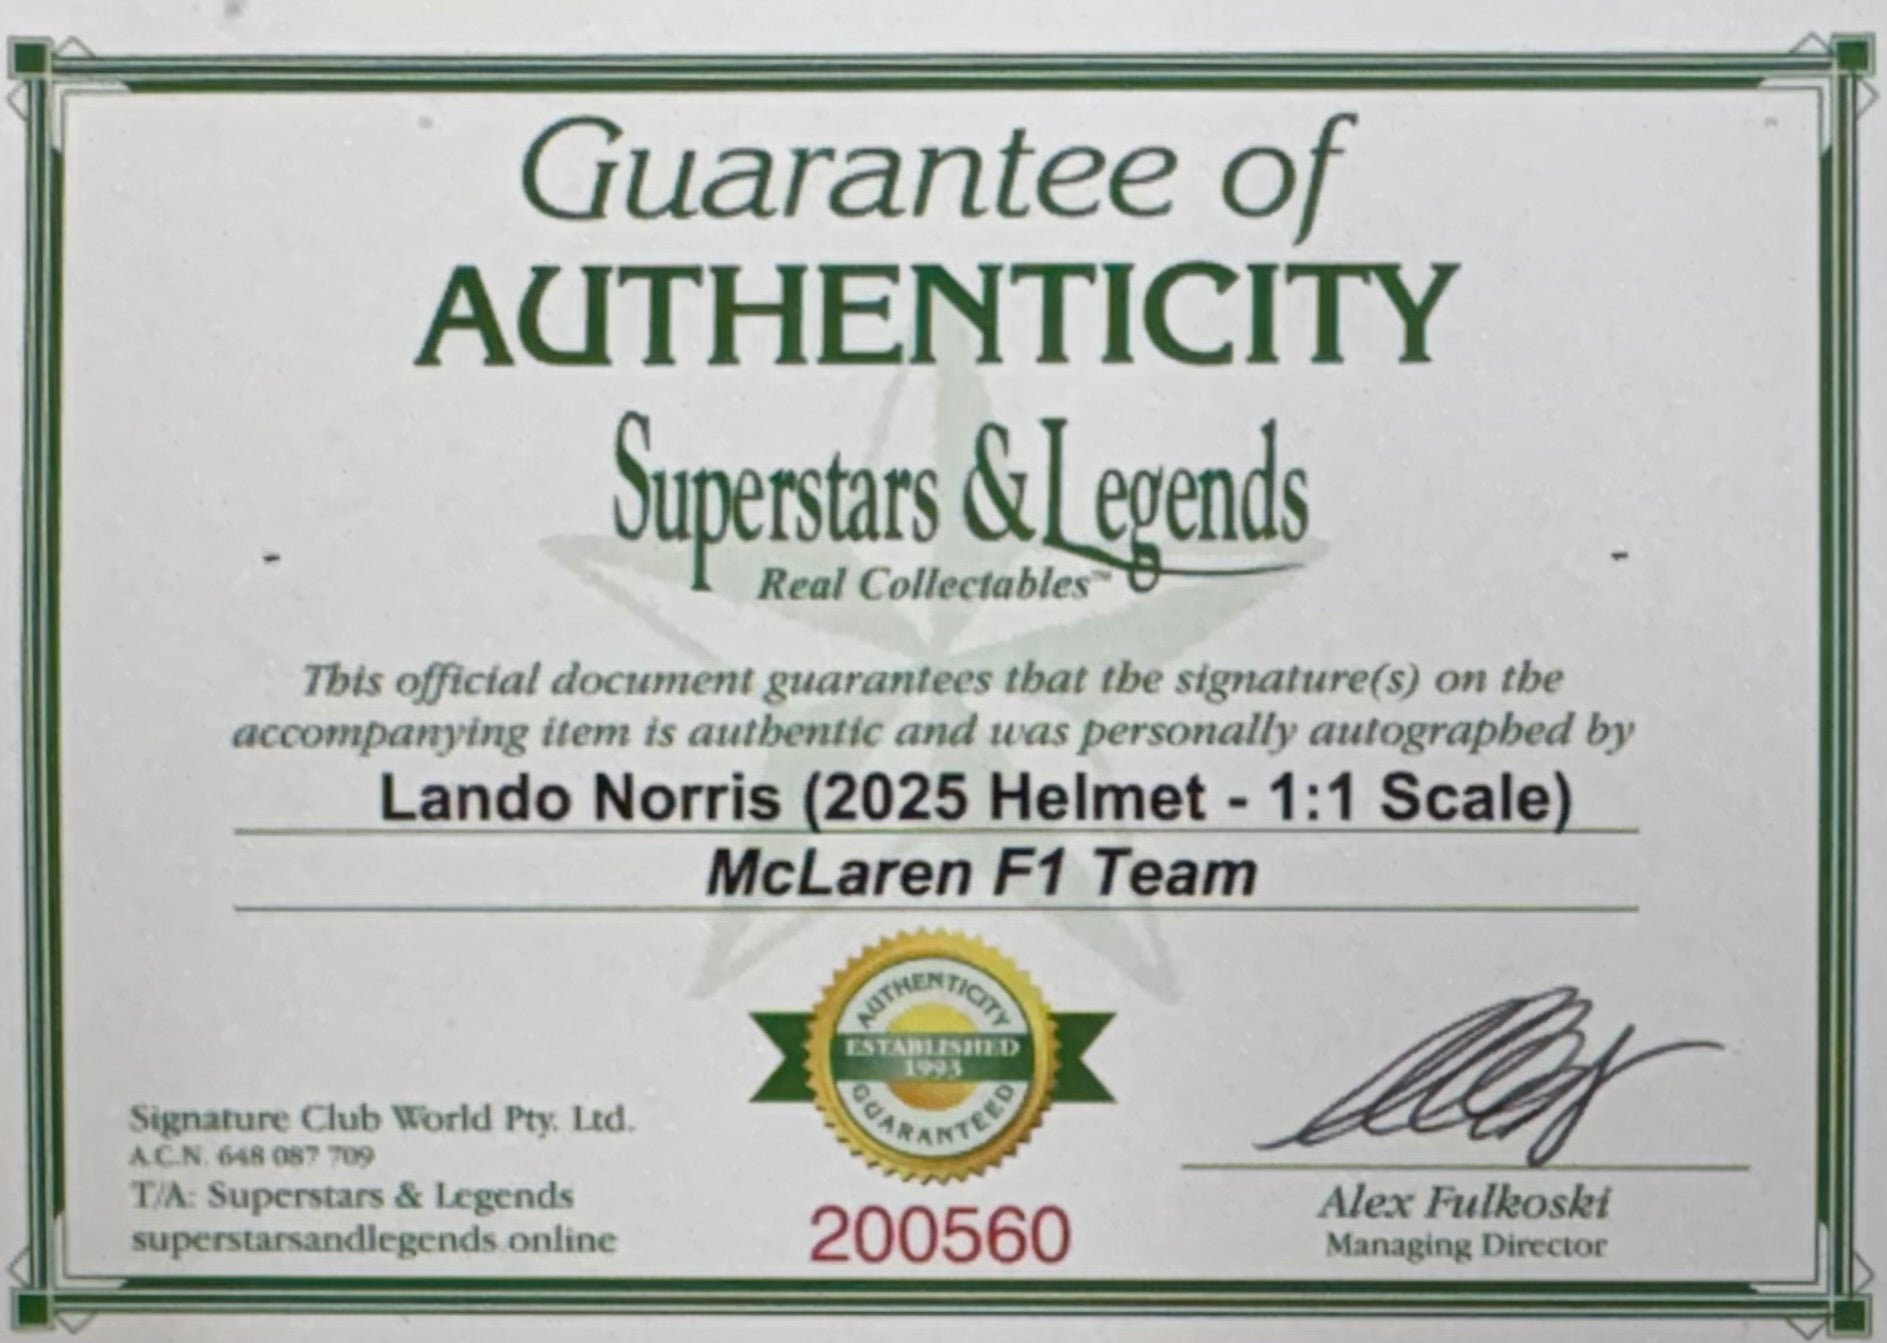 Guarantee of
AUTHENTICITY
Superstars & Legends
Real Collectables™
This official document guarantees that the signature(s) on the
accompanying item is authentic and was personally autographed by
Lando Norris (2025 Helmet - 1:1 Scale)
McLaren F1 Team
AUTHENTICITY
ESTABLISHED
1993
GUARANTEED
Signature Club World Pty. Ltd.
A.C.N. 648 087 709
T/A: Superstars & Legends
superstarsandlegends.online
200560
Alex Fulkoski
Managing Director